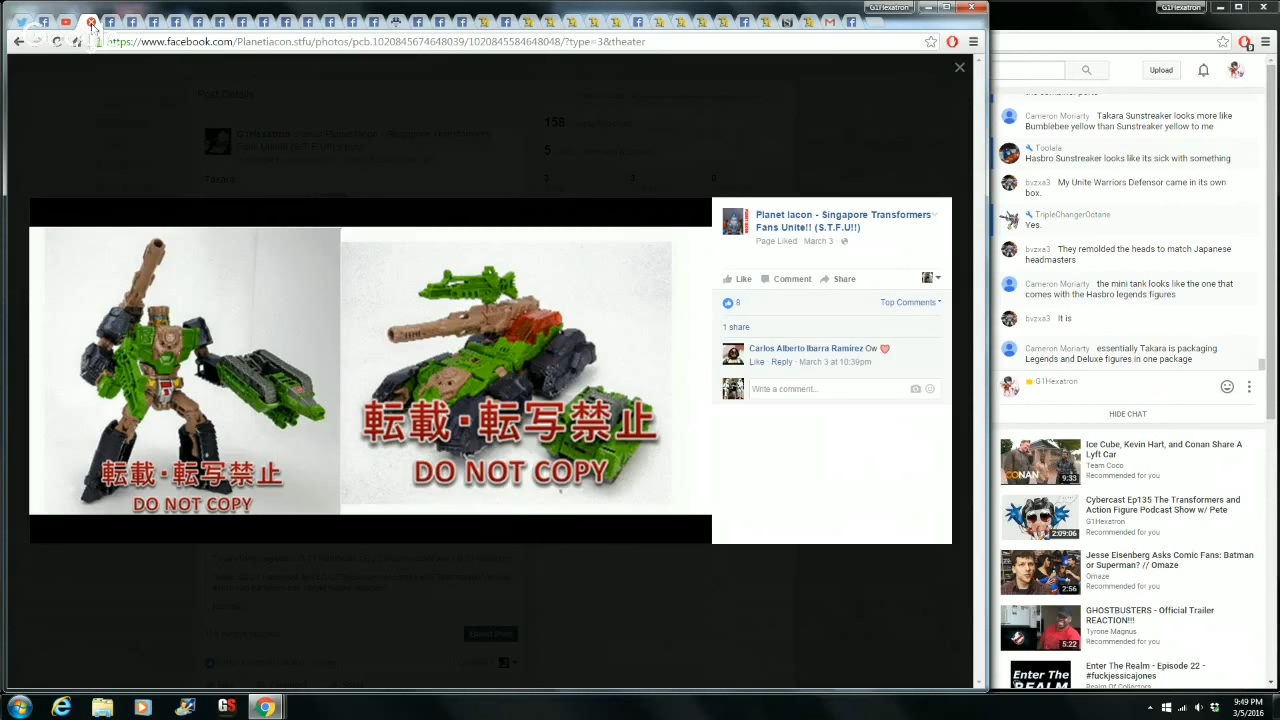 G1Hexatron
G1Hexatron
https://www.facebook.com/Planetiacon.stfu/photos/pcb.1020845674648039/1020845584648048/?type=3&theater
Post Details
Upload
Cameron Moriarty Takara Sunstreaker looks more like
Bumblebee yellow than Sunstreaker yellow to me
Toolala
Hasbro Sunstreaker looks like its sick with something
bvzxa3 My Unite Warriors Defensor came in its own
box.
TripleChangerOctane
Yes.
bvzxa3 They remolded the heads to match Japanese
headmasters
Cameron Moriarty the mini tank looks like the one that
comes with the Hasbro legends figures
bvzxa3 It is
Cameron Moriarty essentially Takara is packaging
Legends and Deluxe figures in one package
G1Hexatron
HIDE CHAT
Planet Iacon - Singapore Transformers
Fans Unite!! (S.T.F.U!!)
Page Liked March 3
Like Comment Share
8
Top Comments
1 share
Carlos Alberto Ibarra Ramírez Ow
Like · Reply · March 3 at 10:39pm
Write a comment...
転載・転写禁止
DO NOT COPY
転載・転写禁止
DO NOT COPY
Ice Cube, Kevin Hart, and Conan Share A
Lyft Car
Team Coco
Recommended for you
CONAN
9:33
Cybercast Ep135 The Transformers and
Action Figure Podcast Show w/ Pete
G1Hexatron
Recommended for you
2:09:06
Jesse Eisenberg Asks Comic Fans: Batman
or Superman? // Omaze
Omaze
Recommended for you
2:56
GHOSTBUSTERS - Official Trailer
REACTION!!!
Tyrone Magnus
Recommended for you
5:22
Enter The Realm - Episode 22 -
#fuckjessicajones
Realm Of Collectors
Enter The
REALM
9:49 PM
3/5/2016